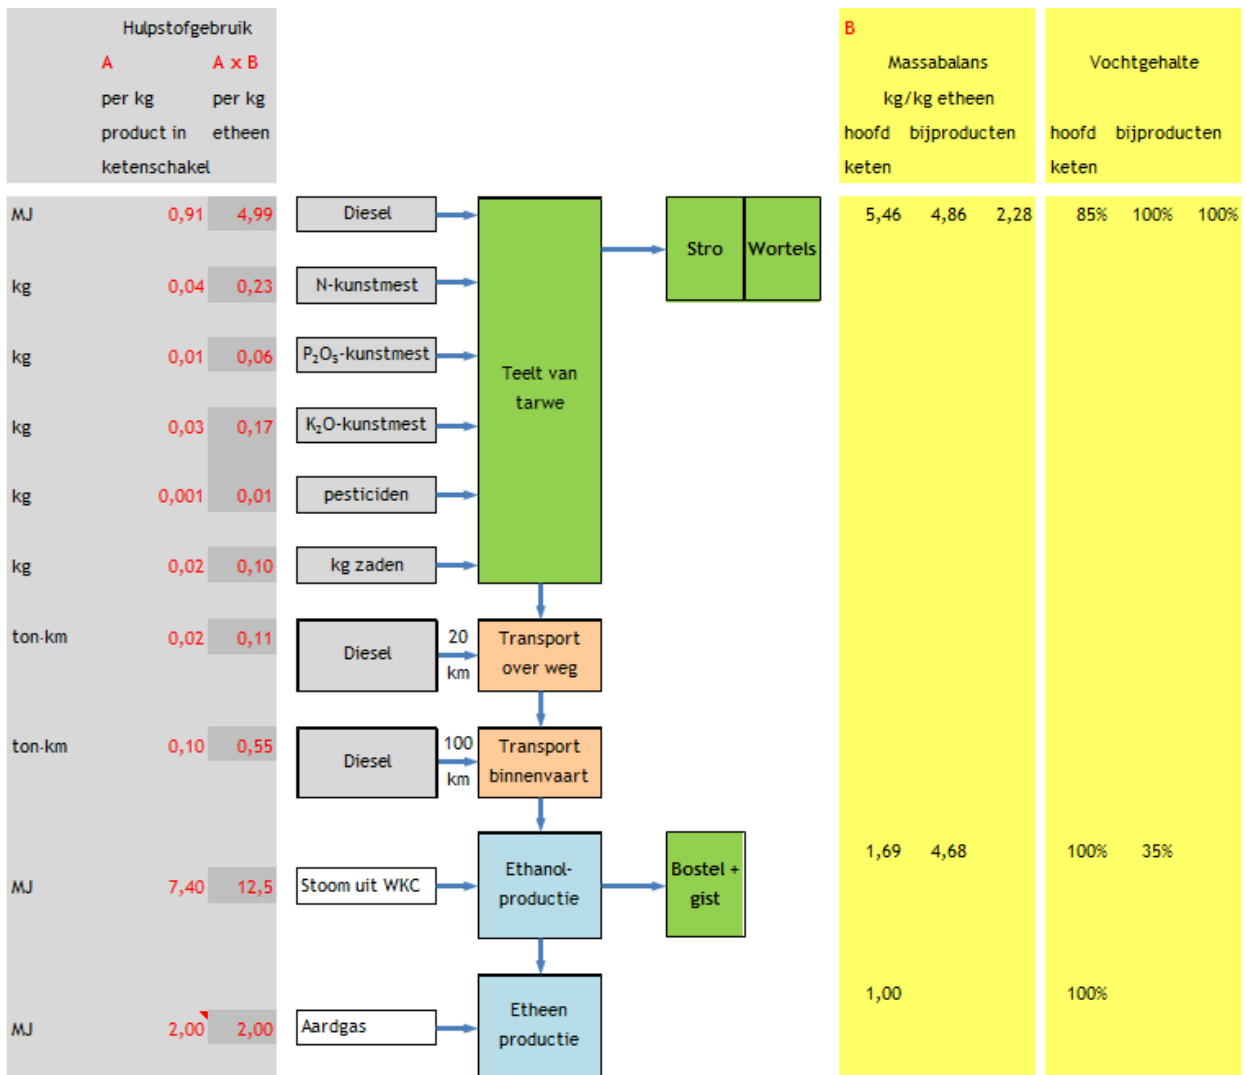 Hulpstofgebruik
A A x B
per kg per kg
product in etheen
ketenschakel
B
Massabalans
kg/kg etheen
hoofd bijproducten
keten
Vochtgehalte
hoofd bijproducten
keten
MJ 0,91 4,99 Diesel 5,46 4,86 2,28 85% 100% 100%
Stro Wortels
kg 0,04 0,23 N-kunstmest
kg 0,01 0,06 P₂O₅-kunstmest
Teelt van
tarwe
kg 0,03 0,17 K₂O-kunstmest
kg 0,001 0,01 pesticiden
kg 0,02 0,10 kg zaden
ton·km 0,02 0,11 Diesel 20
km
Transport
over weg
ton·km 0,10 0,55 Diesel 100
km
Transport
binnenvaart
1,69 4,68 100% 35%
MJ 7,40 12,5 Stoom uit WKC
Ethanol-
productie
Bostel +
gist
1,00 100%
MJ 2,00 2,00 Aardgas
Etheen
productie